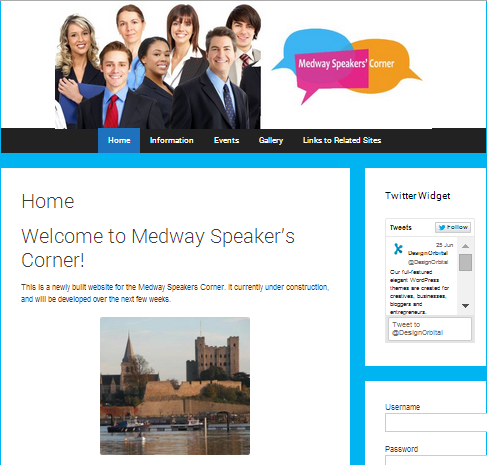 Medway Speakers' Corner
Home Information Events Gallery Links to Related Sites
Home
Welcome to Medway Speaker's
Corner!
This is a newly built website for the Medway Speakers Corner. It currently under construction,
and will be developed over the next few weeks.
Twitter Widget
Tweets Follow
25 Jun
DesignOrbital
@DesignOrbital
Our full-featured
elegant WordPress
themes are created for
creatives, businesses,
bloggers and
entrepreneurs.
Tweet to
@DesignOrbital
Username
Password